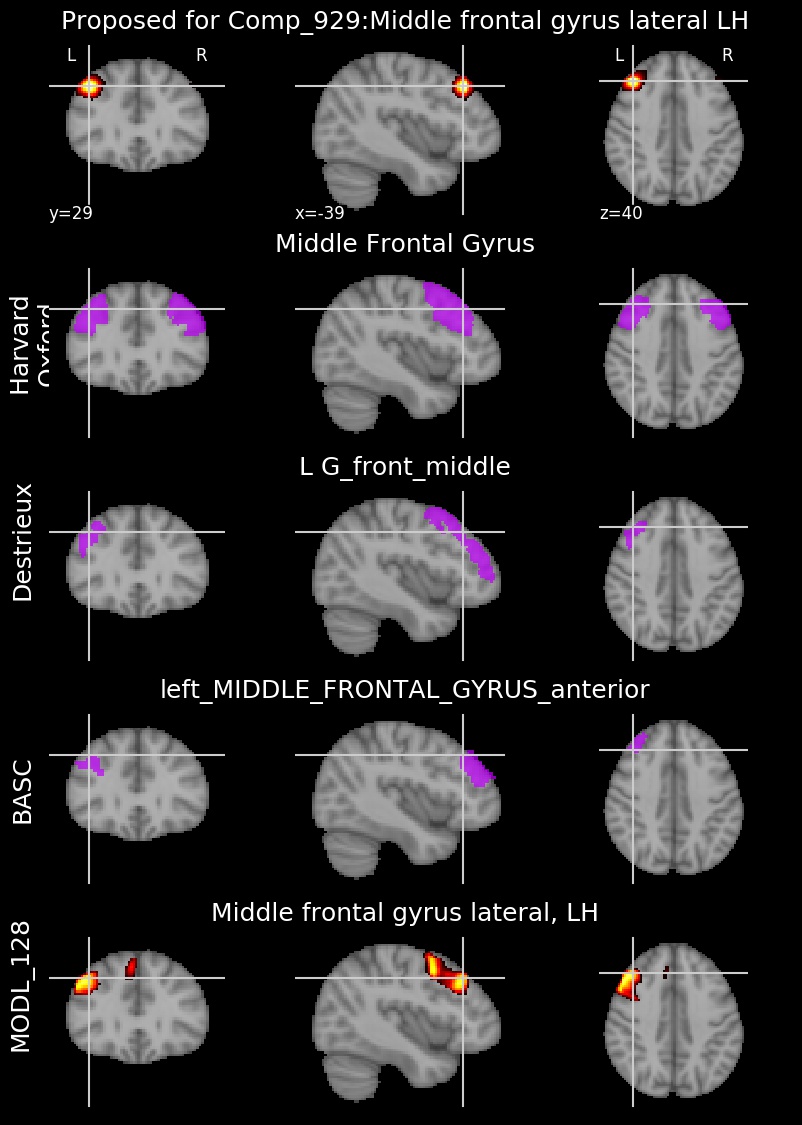 Proposed for Comp_929:Middle frontal gyrus lateral LH
L R L R
y=29 x=-39 z=40
Middle Frontal Gyrus
Harvard
Oxford
L G_front_middle
Destrieux
left_MIDDLE_FRONTAL_GYRUS_anterior
BASC
Middle frontal gyrus lateral, LH
MODL_128